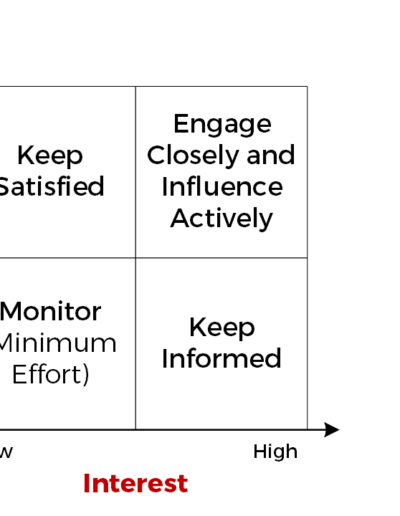 Keep
Satisfied
Engage
Closely and
Influence
Actively
Monitor
Minimum
Effort)
Keep
Informed
High
Interest